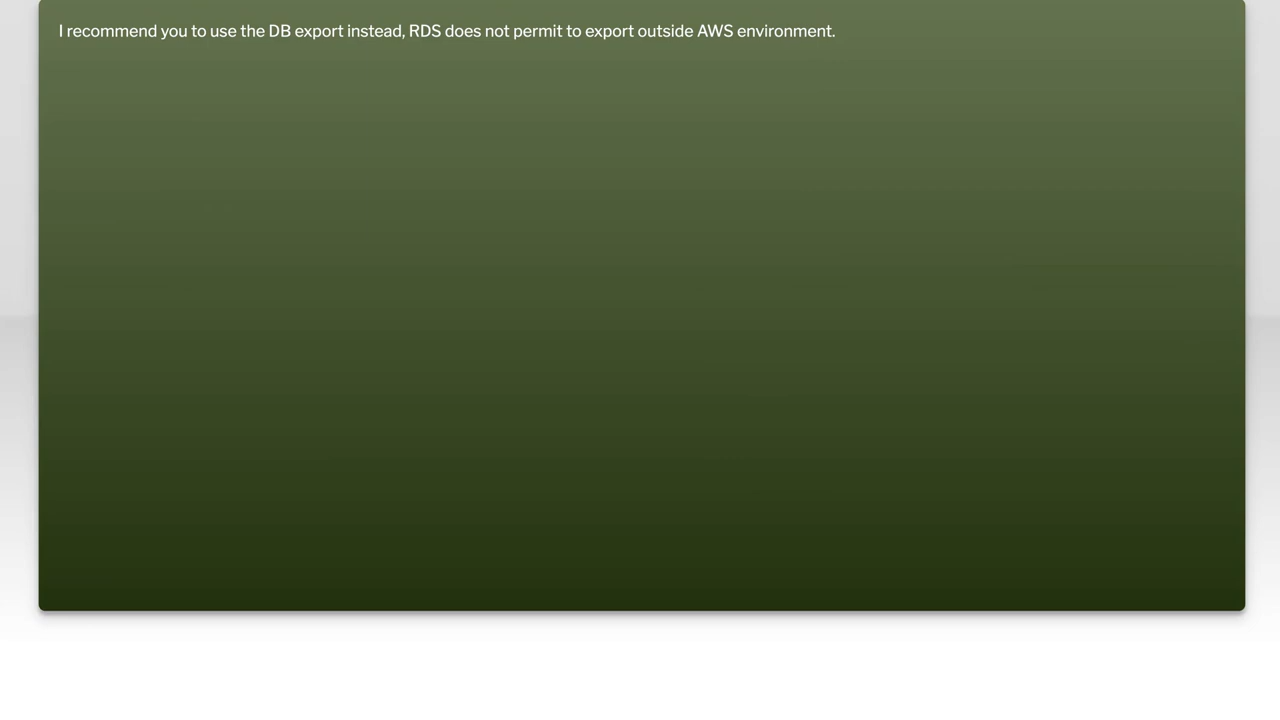 I recommend you to use the DB export instead, RDS does not permit to export outside AWS environment.